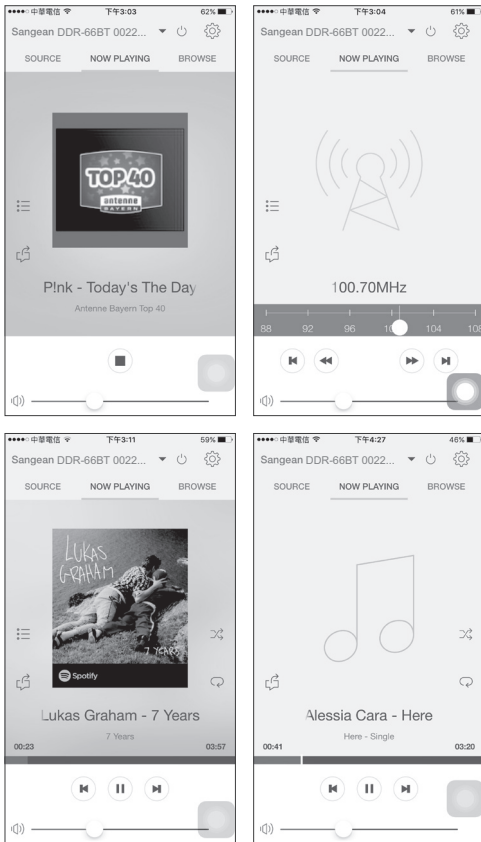 中華電信 下午3:03 62%
Sangean DDR-66BT 0022...
SOURCE NOW PLAYING BROWSE
TOP 40
antenne
BAYERN
P!nk - Today's The Day
Antenne Bayern Top 40
中華電信 下午3:04 61%
Sangean DDR-66BT 0022...
SOURCE NOW PLAYING BROWSE
100.70MHz
88 92 96 10 104 108
中華電信 下午3:11 59%
Sangean DDR-66BT 0022...
SOURCE NOW PLAYING BROWSE
LUKAS
GRAHAM
7 YEARS
Spotify
Lukas Graham - 7 Years
7 Years
00:23 03:57
中華電信 下午4:27 46%
Sangean DDR-66BT 0022...
SOURCE NOW PLAYING BROWSE
Alessia Cara - Here
Here - Single
00:41 03:20